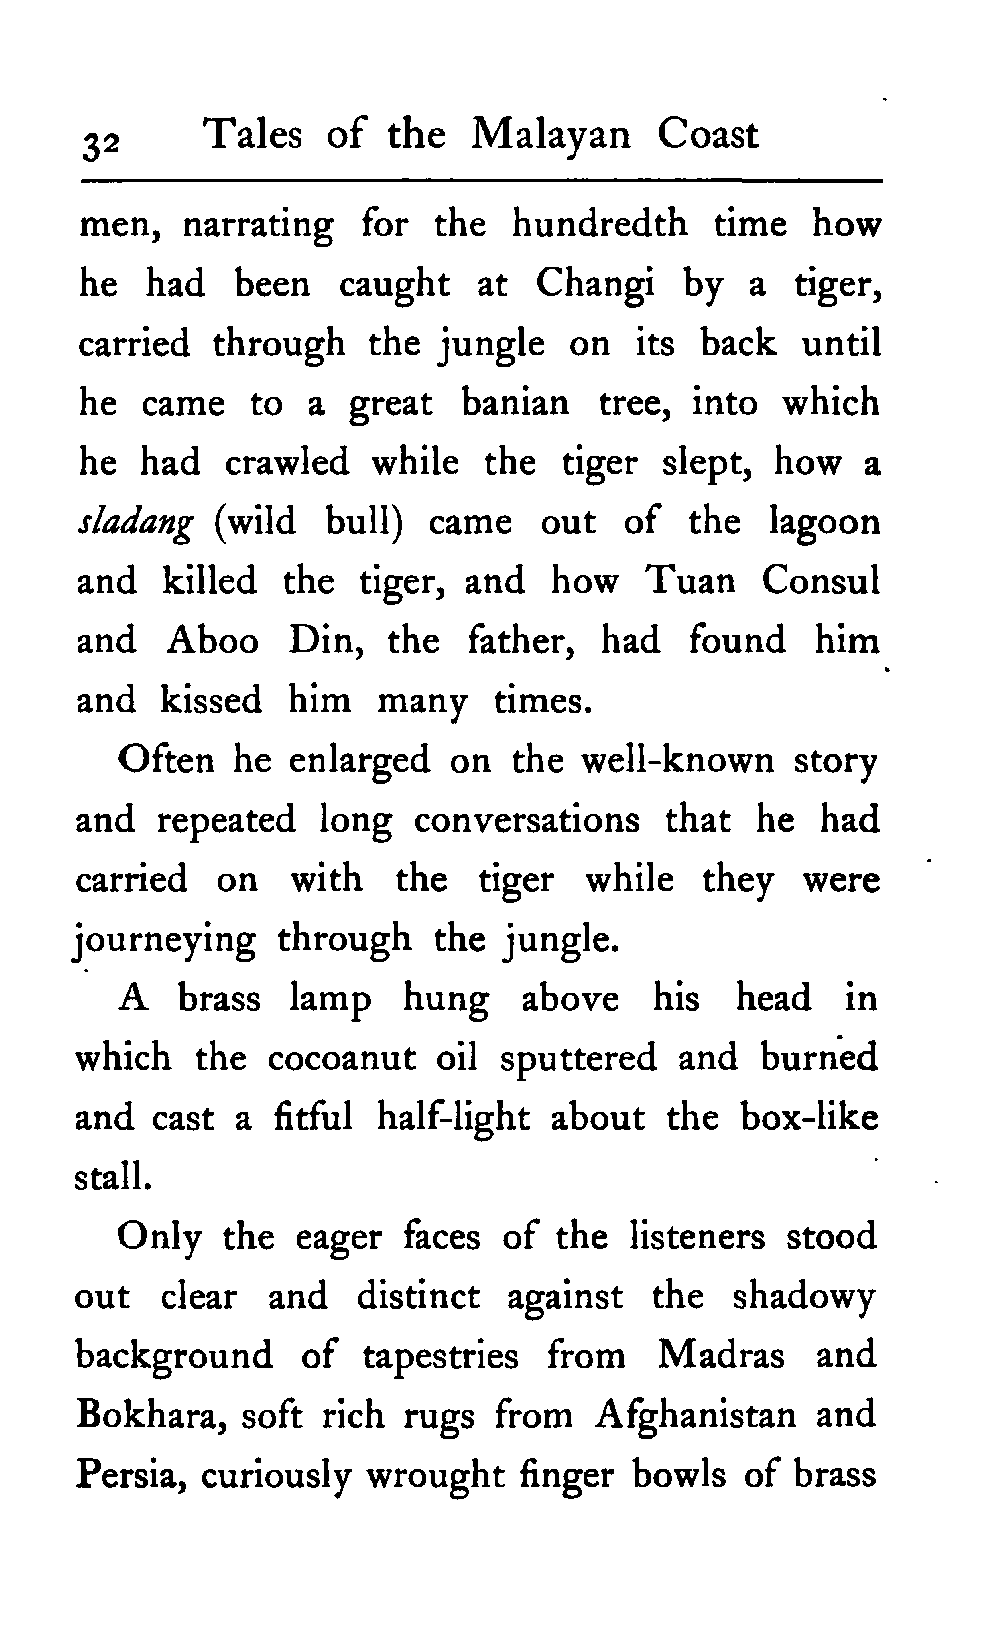 32 Tales of the Malayan Coast
men, narrating for the hundredth time how
he had been caught at Changi by a tiger,
carried through the jungle on its back until
he came to a great banian tree, into which
he had crawled while the tiger slept, how a
sladang (wild bull) came out of the lagoon
and killed the tiger, and how Tuan Consul
and Aboo Din, the father, had found him
and kissed him many times.
Often he enlarged on the well-known story
and repeated long conversations that he had
carried on with the tiger while they were
journeying through the jungle.
A brass lamp hung above his head in
which the cocoanut oil sputtered and burned
and cast a fitful half-light about the box-like
stall.
Only the eager faces of the listeners stood
out clear and distinct against the shadowy
background of tapestries from Madras and
Bokhara, soft rich rugs from Afghanistan and
Persia, curiously wrought finger bowls of brass